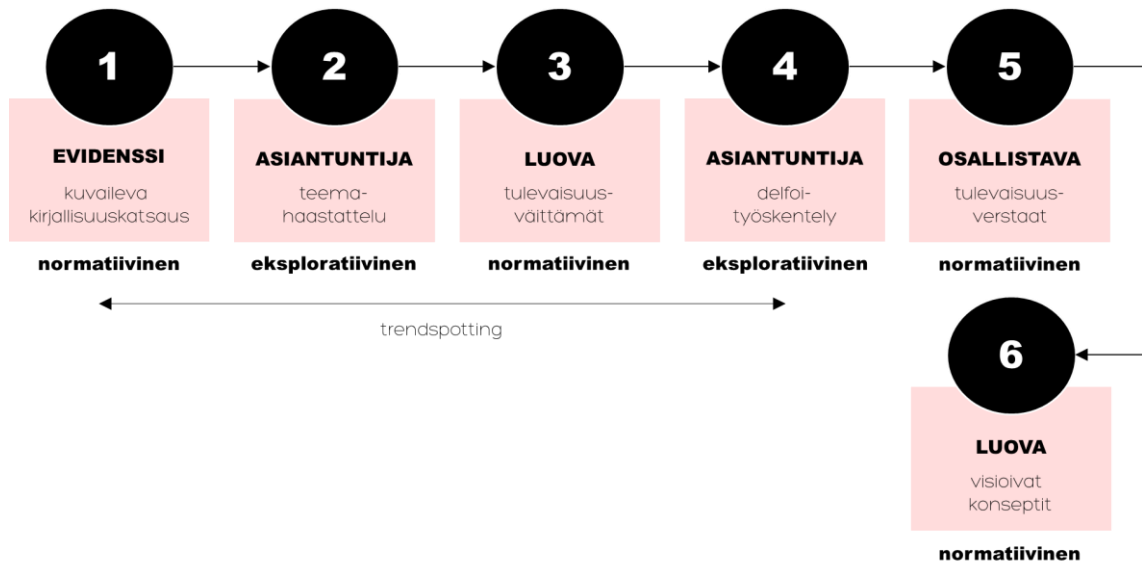 1
EVIDENSSI
kuvaileva
kirjallisuuskatsaus
normatiivinen
2
ASIANTUNTIJA
teema-
haastattelu
eksploratiivinen
3
LUOVA
tulevaisuus-
väittämät
normatiivinen
4
ASIANTUNTIJA
delfoi-
työskentely
eksploratiivinen
5
OSALLISTAVA
tulevaisuus-
verstaat
normatiivinen
trendspotting
6
LUOVA
visioivat
konseptit
normatiivinen